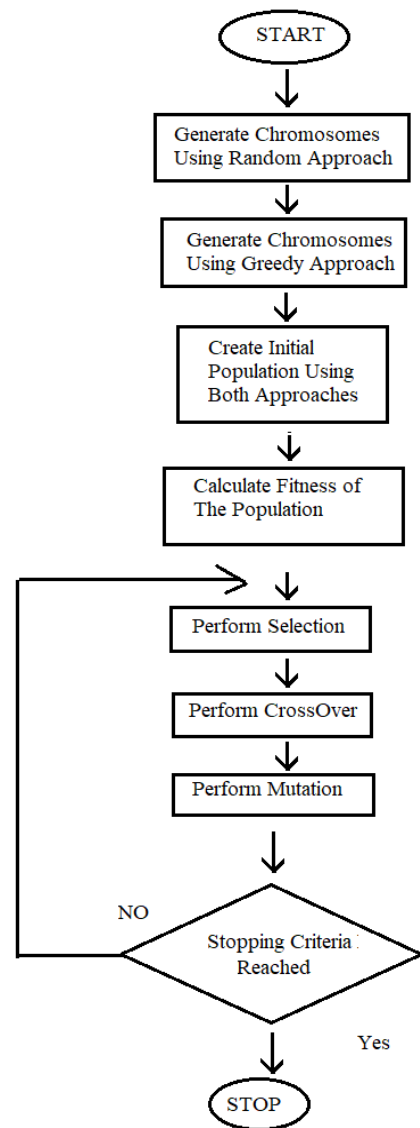 START
Generate Chromosomes
Using Random Approach
Generate Chromosomes
Using Greedy Approach
Create Initial
Population Using
Both Approaches
Calculate Fitness of
The Population
Perform Selection
Perform CrossOver
Perform Mutation
NO
Stopping Criteria
Reached
Yes
STOP